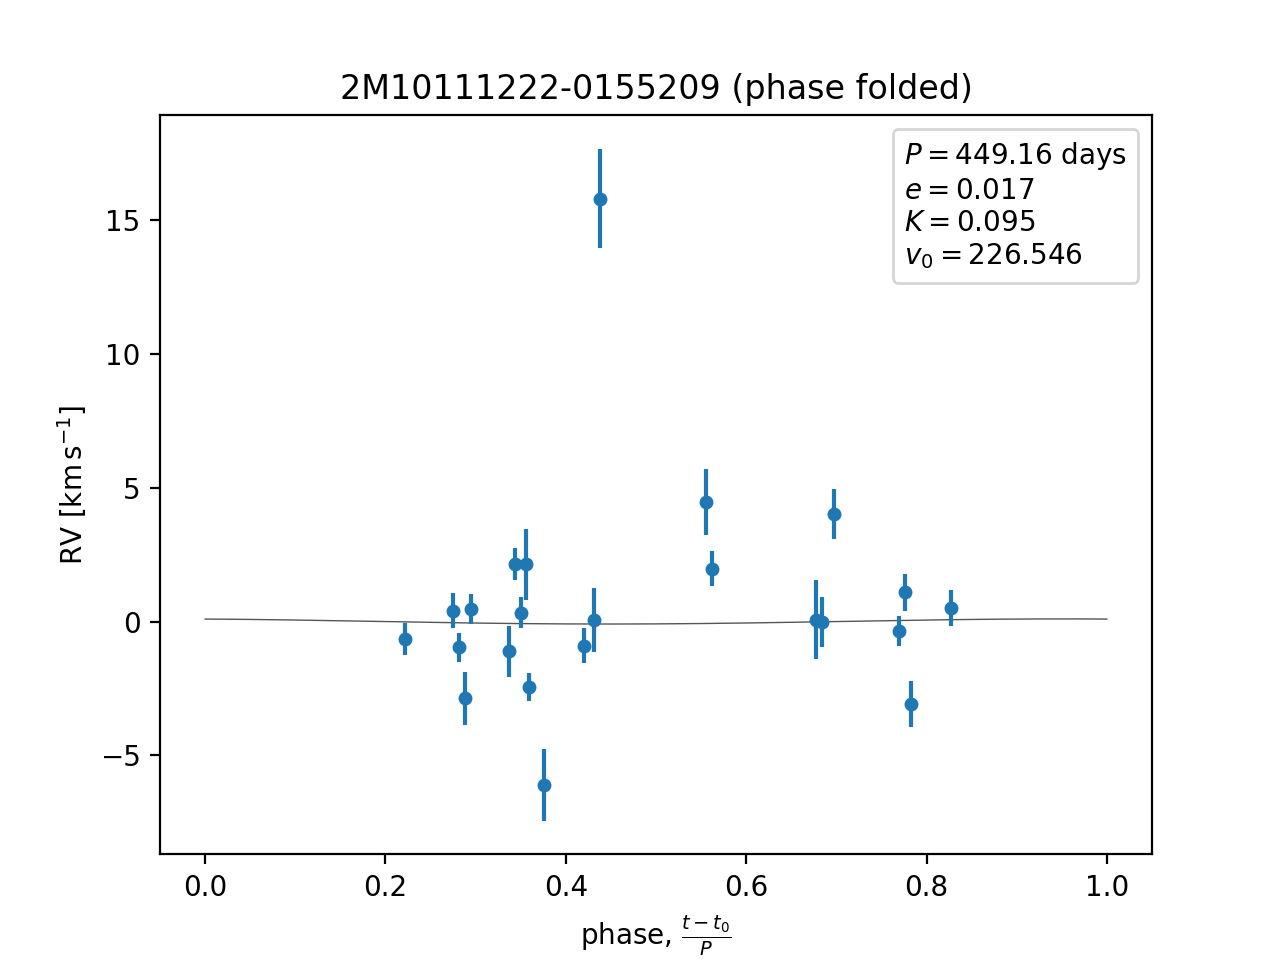 2M10111222-0155209 (phase folded)
P = 449.16 days
e = 0.017
K = 0.095
v₀ = 226.546
15
10
5
0
−5
RV [km s⁻¹]
0.0 0.2 0.4 0.6 0.8 1.0
phase, (t − t₀)/P